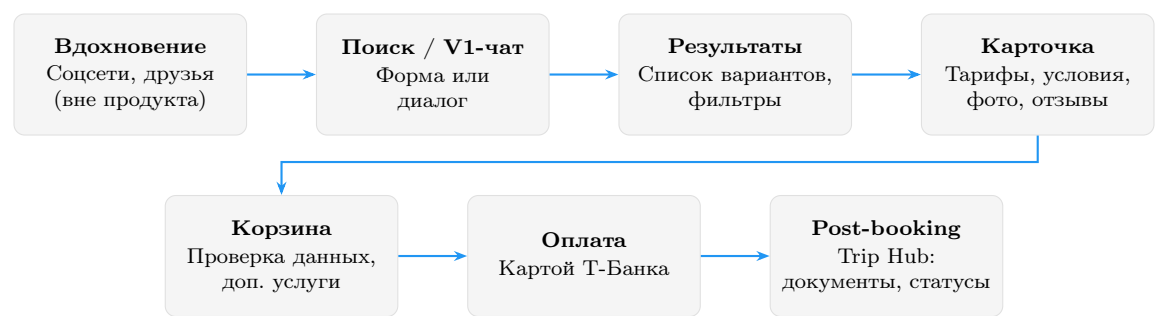 Вдохновение
Соцсети, друзья
(вне продукта)
Поиск / V1-чат
Форма или
диалог
Результаты
Список вариантов,
фильтры
Карточка
Тарифы, условия,
фото, отзывы
Корзина
Проверка данных,
доп. услуги
Оплата
Картой Т-Банка
Post-booking
Trip Hub:
документы, статусы